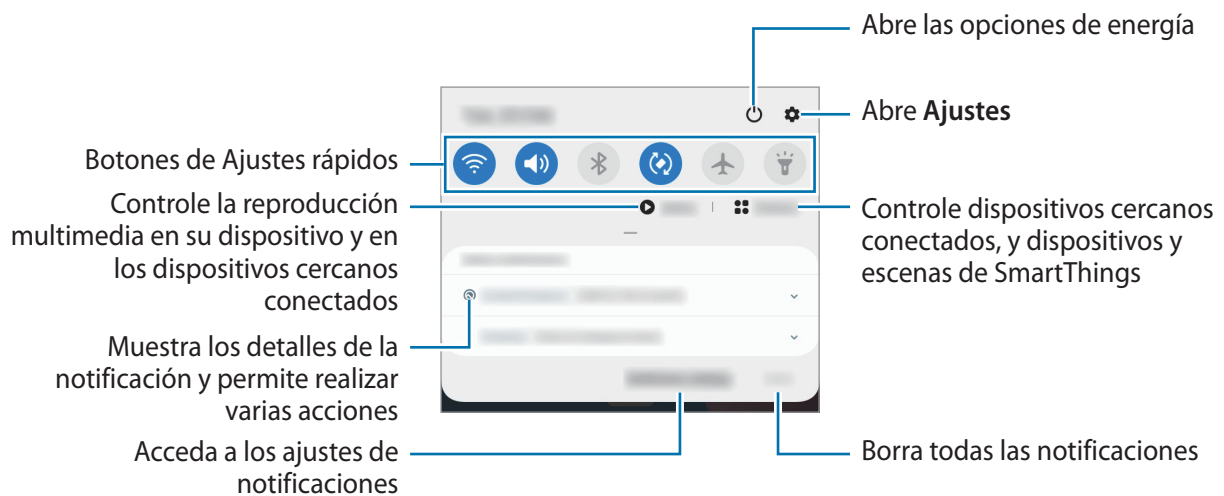 Abre las opciones de energía
Abre Ajustes
Botones de Ajustes rápidos
Controle la reproducción
multimedia en su dispositivo y en
los dispositivos cercanos
conectados
Controle dispositivos cercanos
conectados, y dispositivos y
escenas de SmartThings
Muestra los detalles de la
notificación y permite realizar
varias acciones
Acceda a los ajustes de
notificaciones
Borra todas las notificaciones